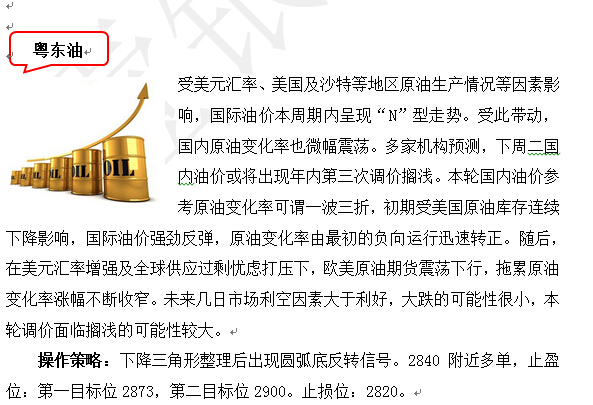 粤东油
受美元汇率、美国及沙特等地区原油生产情况等因素影
响，国际油价本周期内呈现“N”型走势。受此带动，
国内原油变化率也微幅震荡。多家机构预测，下周二国
内油价或将出现年内第三次调价搁浅。本轮国内油价参
考原油变化率可谓一波三折，初期受美国原油库存连续
下降影响，国际油价强劲反弹，原油变化率由最初的负向运行迅速转正。随后，
在美元汇率增强及全球供应过剩忧虑打压下，欧美原油期货震荡下行，拖累原油
变化率涨幅不断收窄。未来几日市场利空因素大于利好，大跌的可能性很小，本
轮调价面临搁浅的可能性较大。
操作策略：下降三角形整理后出现圆弧底反转信号。2840 附近多单，止盈
位：第一目标位 2873，第二目标位 2900。止损位：2820。
OIL
OIL
OIL